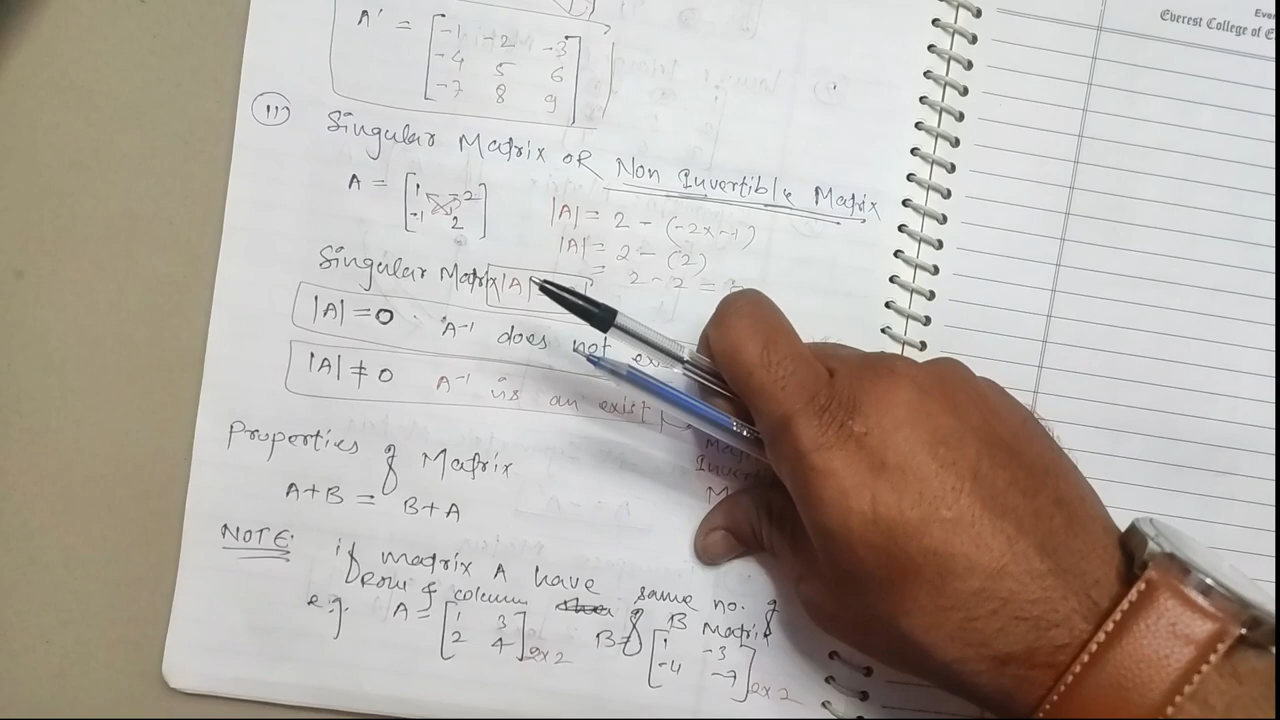 A' = [-1 -2 -3
-4 5 6
-7 8 9]
Everest College of E
11) Singular Matrix OR Non Invertible Matrix
A = [1 -2
-1 2]
|A| = 2 - (-2x-1)
|A| = 2 - (2)
= 2 - 2 =
Singular Matrix |A|
|A| = 0 . A⁻¹ does not
|A| ≠ 0 A⁻¹ is an exist
Properties of Matrix
A+B = B+A
NOTE: if matrix A have same no. of
Row & column of B Matrix
e.g. A = [1 3
2 4]2x2
B = [1 -3
-4 -7]2x2